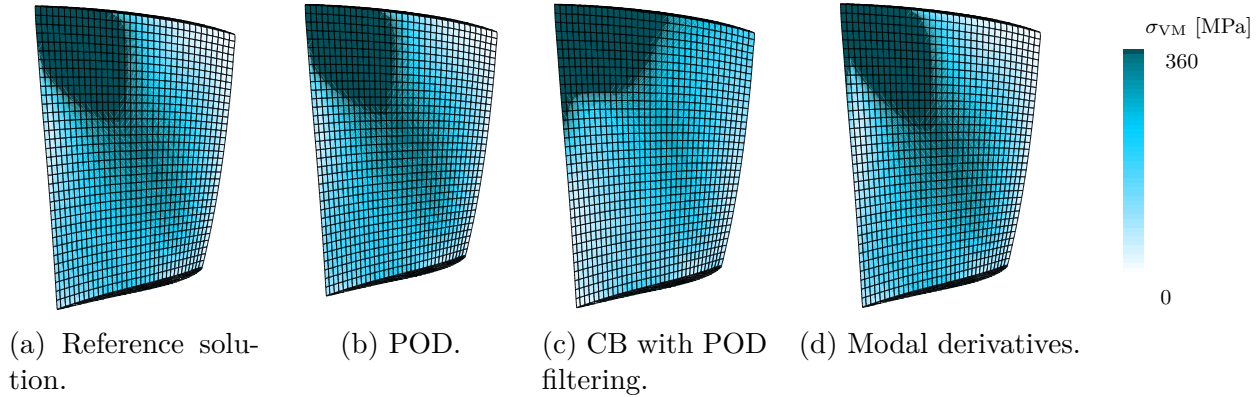 σVM [MPa]
360
0
(a) Reference solu-
tion.
(b) POD.
(c) CB with POD
filtering.
(d) Modal derivatives.